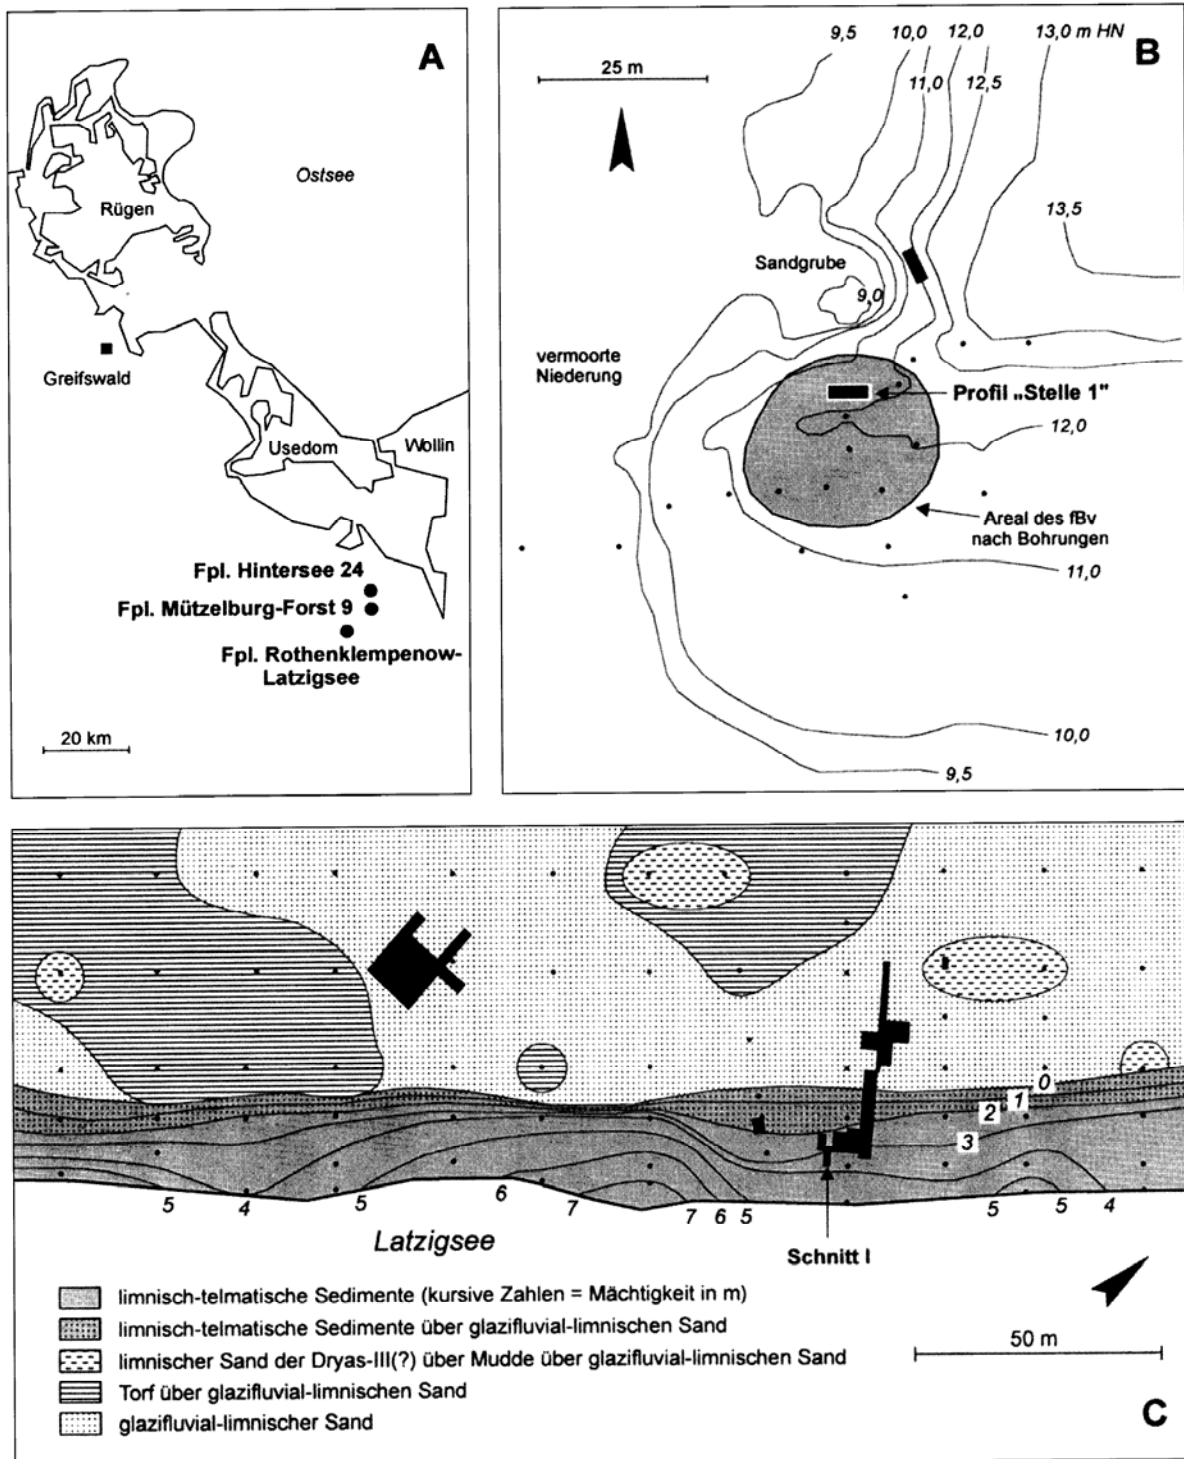 A
Ostsee
Rügen
Greifswald
Usedom
Wollin
Fpl. Hintersee 24
Fpl. Mützelburg-Forst 9
Fpl. Rothenklempenow-
Latzigsee
20 km
B
25 m
9,5
10,0
11,0
12,0
12,5
13,0 m HN
13,5
Sandgrube
9,0
vermoorte
Niederung
Profil „Stelle 1"
12,0
Areal des fBv
nach Bohrungen
11,0
10,0
9,5
0
1
2
3
5
4
5
6
7
7
6
5
5
5
4
Latzigsee
Schnitt I
limnisch-telmatische Sedimente (kursive Zahlen = Mächtigkeit in m)
limnisch-telmatische Sedimente über glazifluvial-limnischen Sand
limnischer Sand der Dryas-III(?) über Mudde über glazifluvial-limnischen Sand
Torf über glazifluvial-limnischen Sand
glazifluvial-limnischer Sand
50 m
C